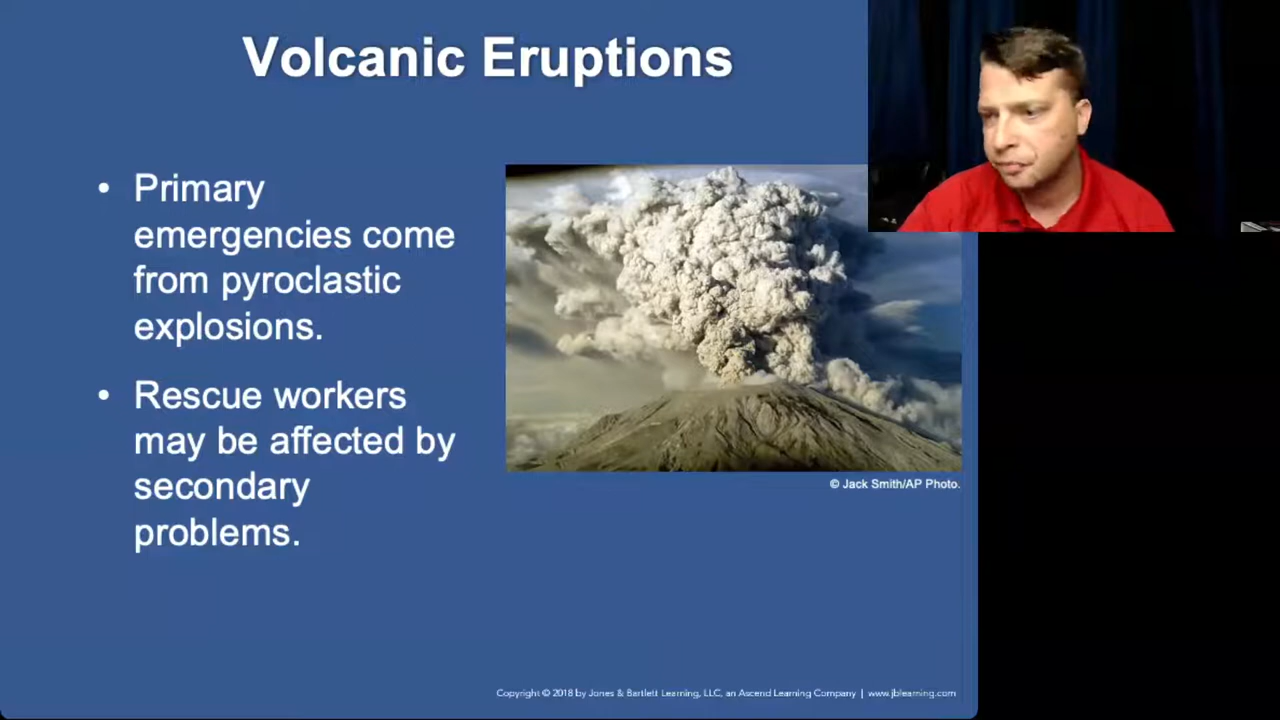 Volcanic Eruptions
• Primary
emergencies come
from pyroclastic
explosions.
• Rescue workers
may be affected by
secondary
problems.
© Jack Smith/AP Photo.
Copyright © 2018 by Jones & Bartlett Learning, LLC, an Ascend Learning Company | www.jblearning.com